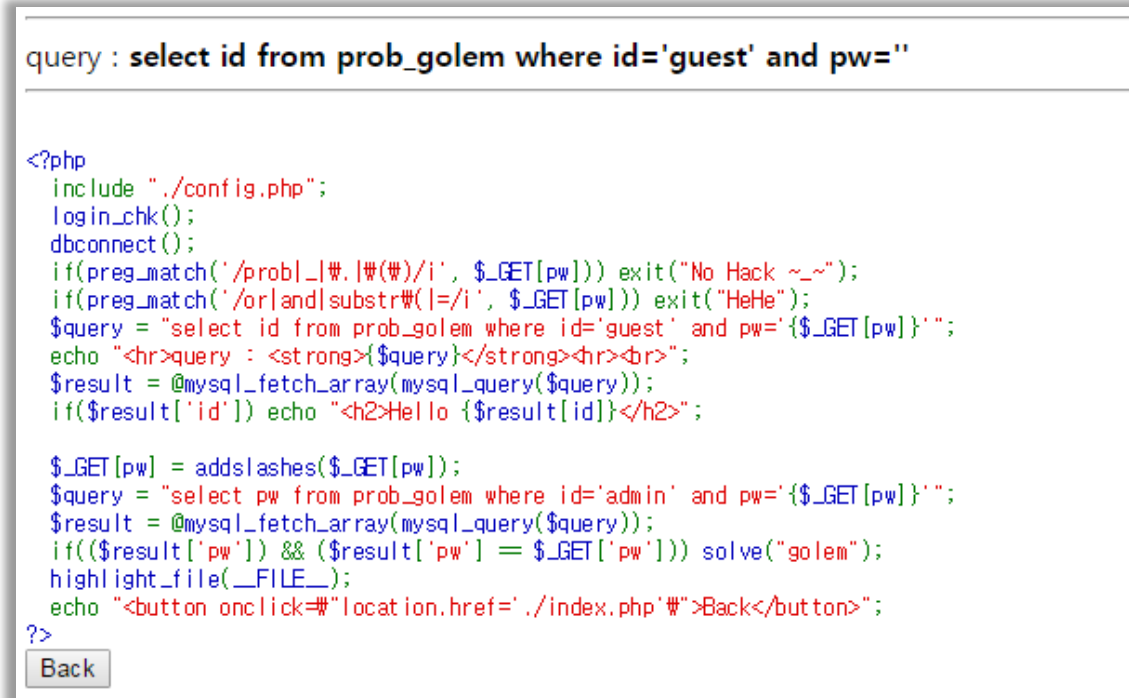 query : select id from prob_golem where id='guest' and pw=''
<?php
include "./config.php";
login_chk();
dbconnect();
if(preg_match('/prob|_|₩.|₩(₩)/i', $_GET[pw])) exit("No Hack ~_~");
if(preg_match('/or|and|substr₩(|=/i', $_GET[pw])) exit("HeHe");
$query = "select id from prob_golem where id='guest' and pw='{$_GET[pw]}'";
echo "<hr>query : <strong>{$query}</strong><hr><br>";
$result = @mysql_fetch_array(mysql_query($query));
if($result['id']) echo "<h2>Hello {$result[id]}</h2>";
$_GET[pw] = addslashes($_GET[pw]);
$query = "select pw from prob_golem where id='admin' and pw='{$_GET[pw]}'";
$result = @mysql_fetch_array(mysql_query($query));
if(($result['pw']) && ($result['pw'] == $_GET['pw'])) solve("golem");
highlight_file(__FILE__);
echo "<button onclick=₩"location.href='./index.php'₩">Back</button>";
?>
Back